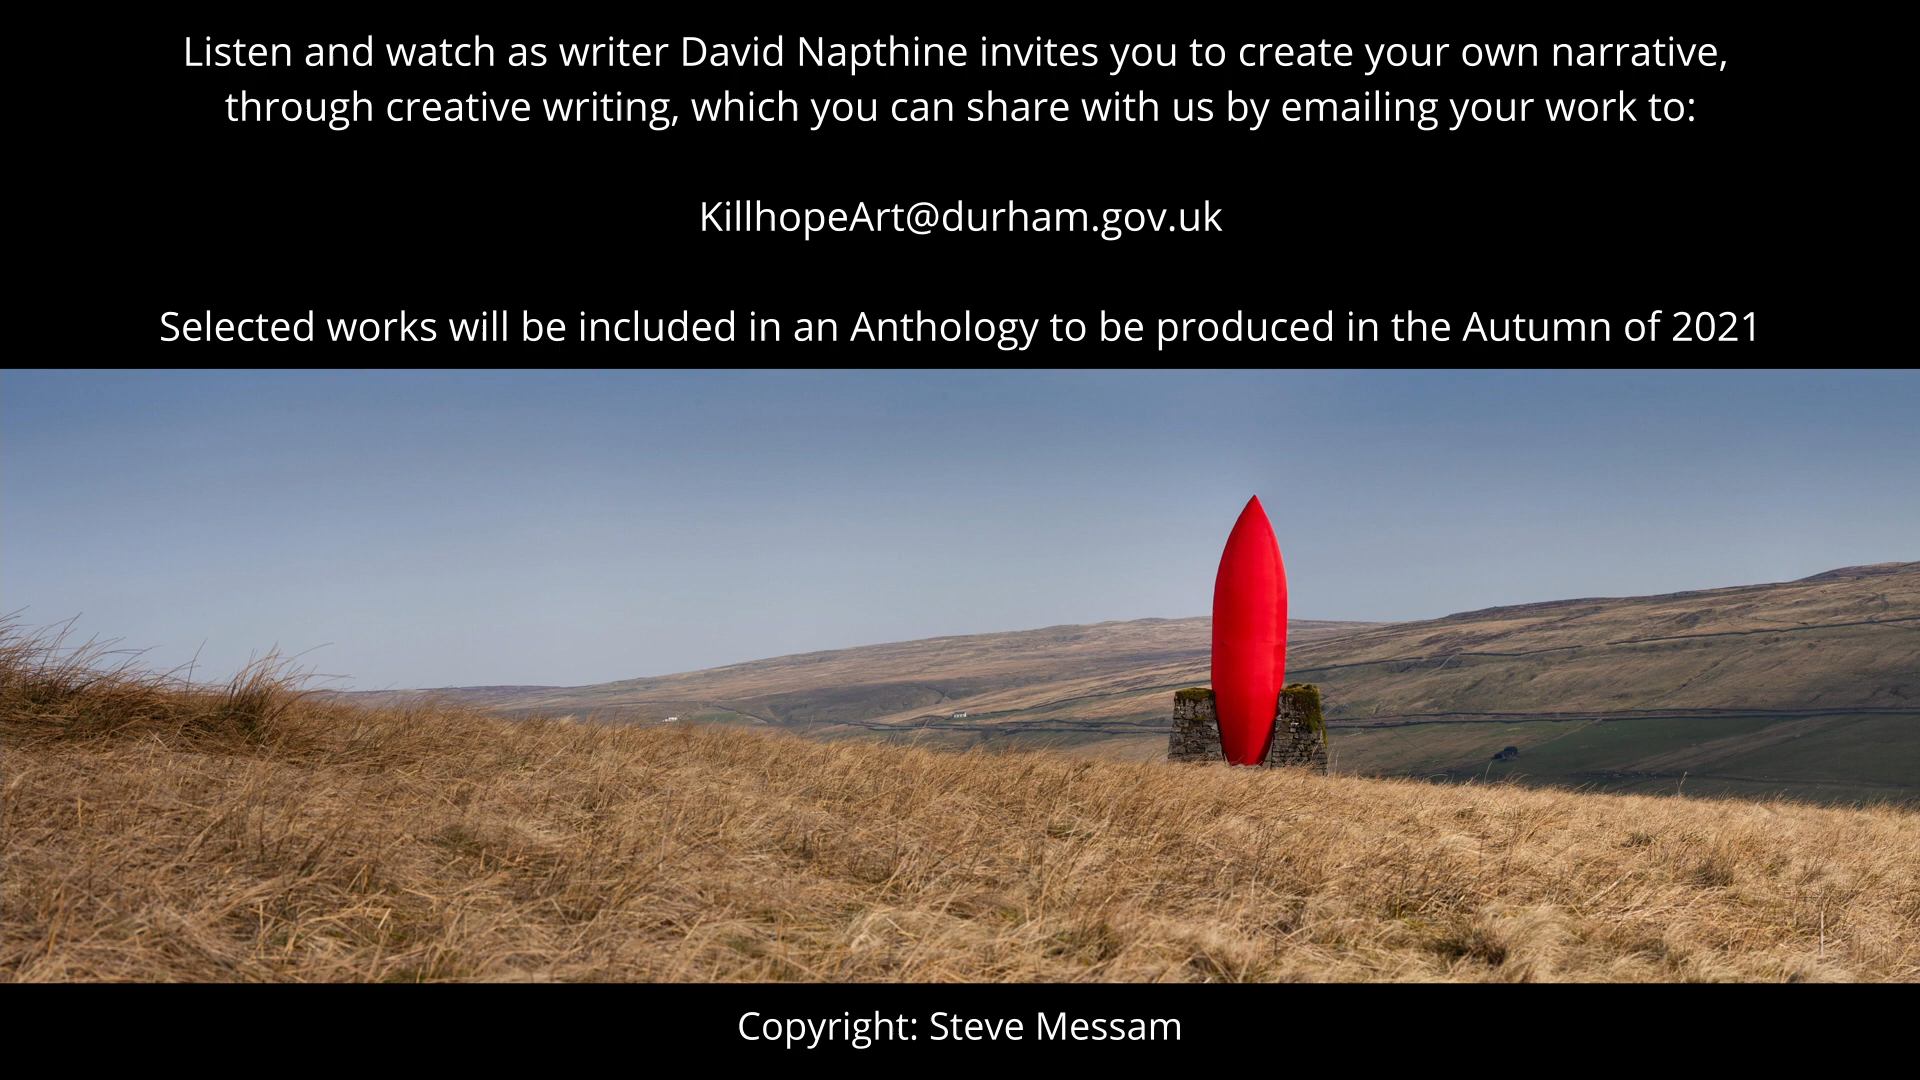 Listen and watch as writer David Napthine invites you to create your own narrative,
through creative writing, which you can share with us by emailing your work to:
KillhopeArt@durham.gov.uk
Selected works will be included in an Anthology to be produced in the Autumn of 2021
Copyright: Steve Messam